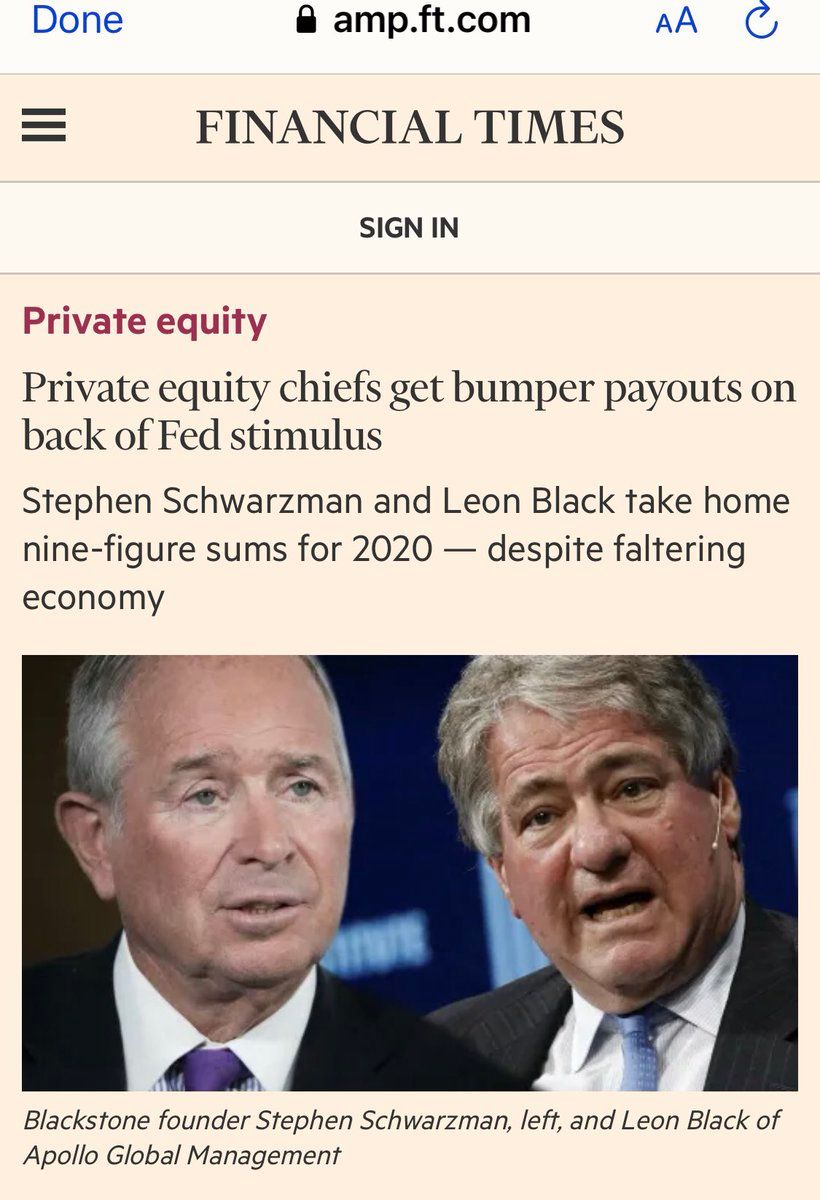 Done amp.ft.com AA
FINANCIAL TIMES
SIGN IN
Private equity
Private equity chiefs get bumper payouts on
back of Fed stimulus
Stephen Schwarzman and Leon Black take home
nine-figure sums for 2020 — despite faltering
economy
Blackstone founder Stephen Schwarzman, left, and Leon Black of
Apollo Global Management